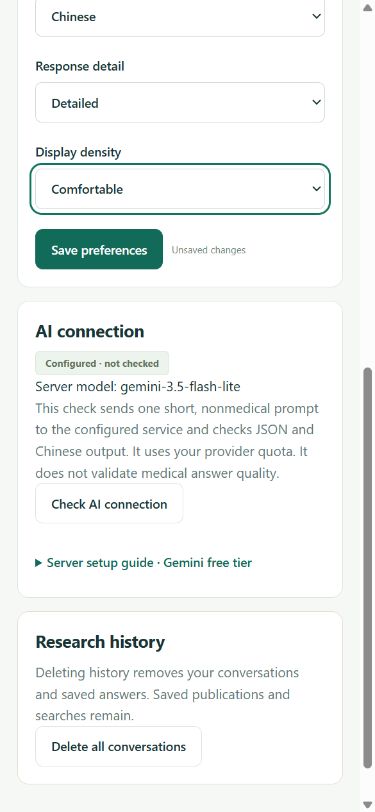 Chinese
Response detail
Detailed
Display density
Comfortable
Save preferences
Unsaved changes
AI connection
Configured · not checked
Server model: gemini-3.5-flash-lite
This check sends one short, nonmedical prompt
to the configured service and checks JSON and
Chinese output. It uses your provider quota. It
does not validate medical answer quality.
Check AI connection
Server setup guide · Gemini free tier
Research history
Deleting history removes your conversations
and saved answers. Saved publications and
searches remain.
Delete all conversations